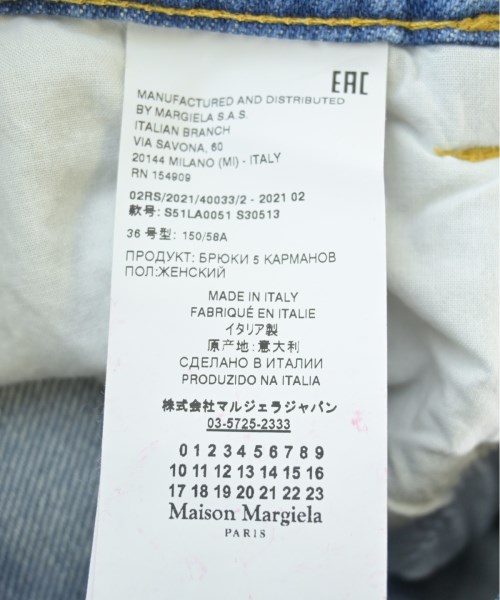 EAC
MANUFACTURED AND DISTRIBUTED
BY MARGIELA S.A.S.
ITALIAN BRANCH
VIA SAVONA, 60
20144 MILANO (MI) - ITALY
RN 154909
02RS/2021/40033/2 - 2021 02
款号: S51LA0051 S30513
36 号型: 150/58A
ПРОДУКТ: БРЮКИ 5 КАРМАНОВ
ПОЛ:ЖЕНСКИЙ
MADE IN ITALY
FABRIQUÉ EN ITALIE
イタリア製
原产地: 意大利
СДЕЛАНО В ИТАЛИИ
PRODUZIDO NA ITALIA
株式会社マルジェラジャパン
03-5725-2333
0 1 2 3 4 5 6 7 8 9
10 11 12 13 14 15 16
17 18 19 20 21 22 23
Maison Margiela
PARIS